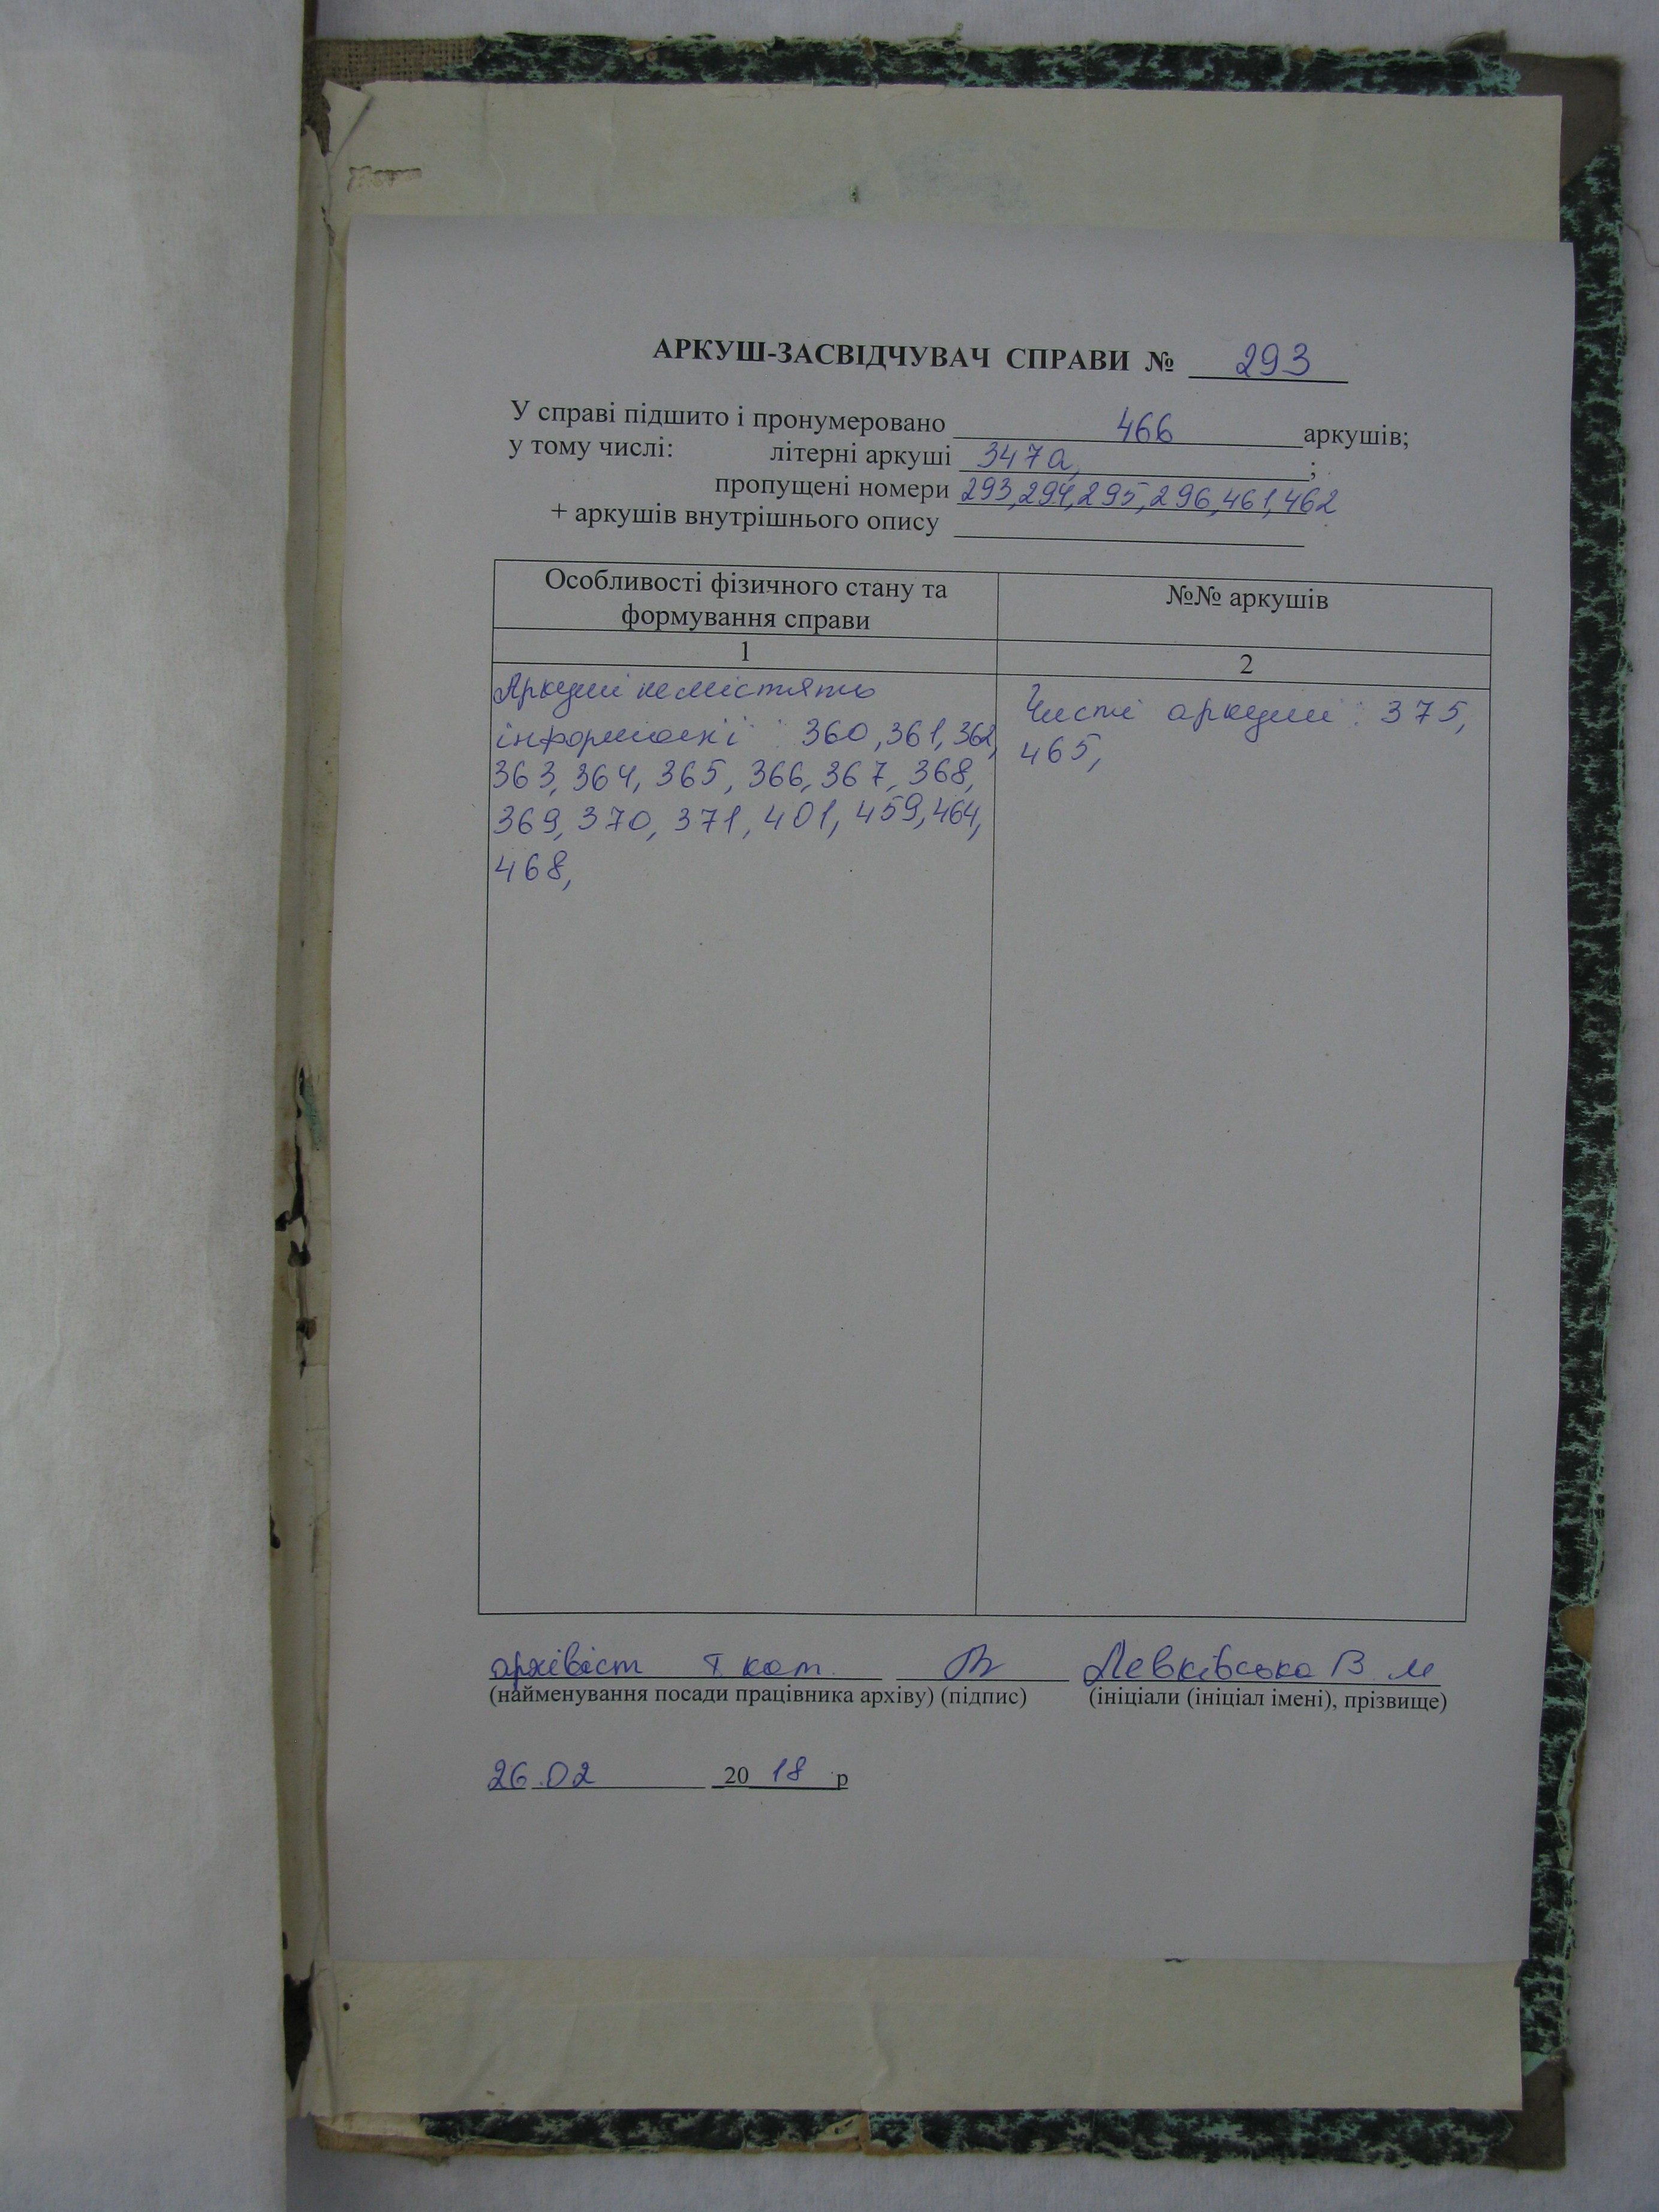 АРКУШ-ЗАСВІДЧУВАЧ СПРАВИ № 293
У справі підшито і пронумеровано 466 аркушів;
у тому числі: літерні аркуші 347а, ;
пропущені номери 293,294,295,296,461,462
+ аркушів внутрішнього опису
Особливості фізичного стану та
формування справи
№№ аркушів
1
2
Аркуші не містять
інформації : 360,361,362,
363,364,365,366,367,368,
369,370,371,401,459,464,
468,
Чисті аркуші : 375,
465,
архівіст І кат. Левківська В М
(найменування посади працівника архіву) (підпис) (ініціали (ініціал імені), прізвище)
26.02 2018 р